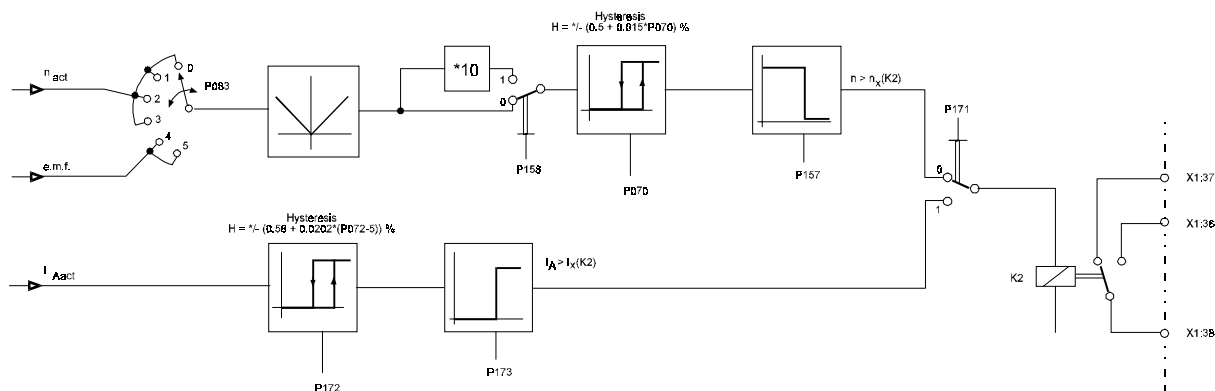 Hysteresis
H = */- (0.5 + 0.015*P070) %
n act
0
1
2
3
P083
*10
1
0
P158
P070
n > nx(K2)
P157
P171
0
1
e.m.f.
4
5
X1:37
X1:36
Hysteresis
H = */- (0.58 + 0.0202*(P072-5)) %
I Aact
IA > Ix(K2)
K2
X1:38
P172
P173